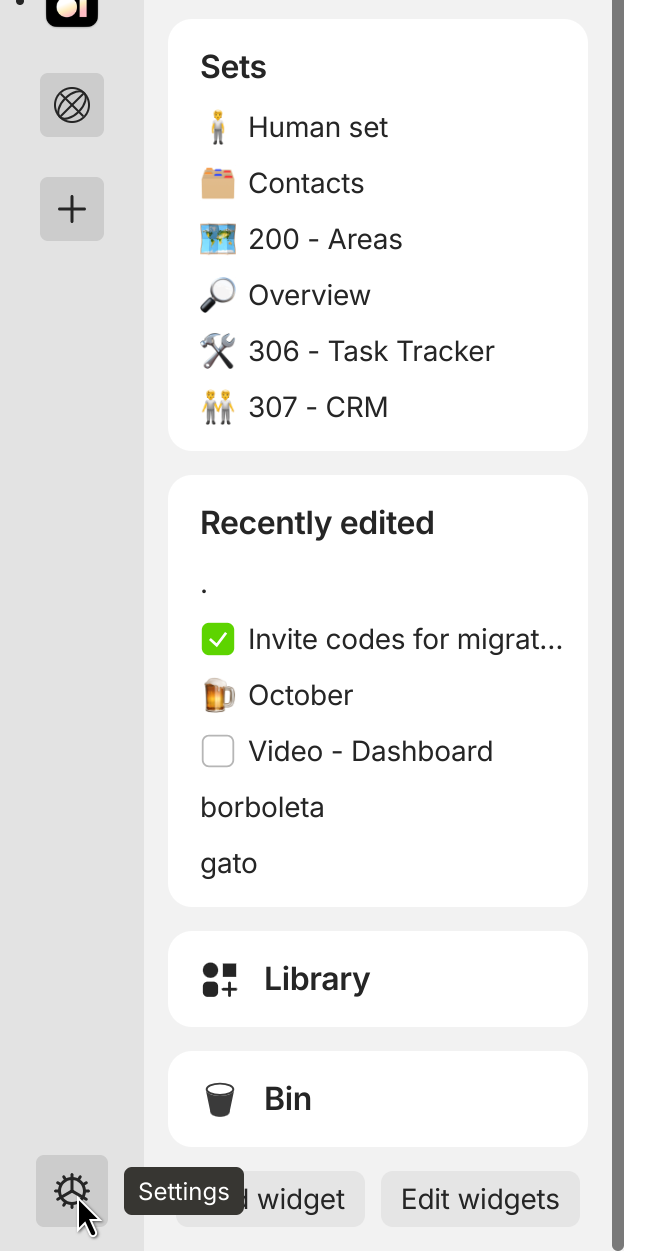 Sets
Human set
Contacts
200 - Areas
Overview
306 - Task Tracker
307 - CRM
Recently edited
.
Invite codes for migrat...
October
Video - Dashboard
borboleta
gato
Library
Bin
Settings
widget
Edit widgets